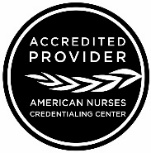 ACCREDITED
PROVIDER
AMERICAN NURSES
CREDENTIALING CENTER